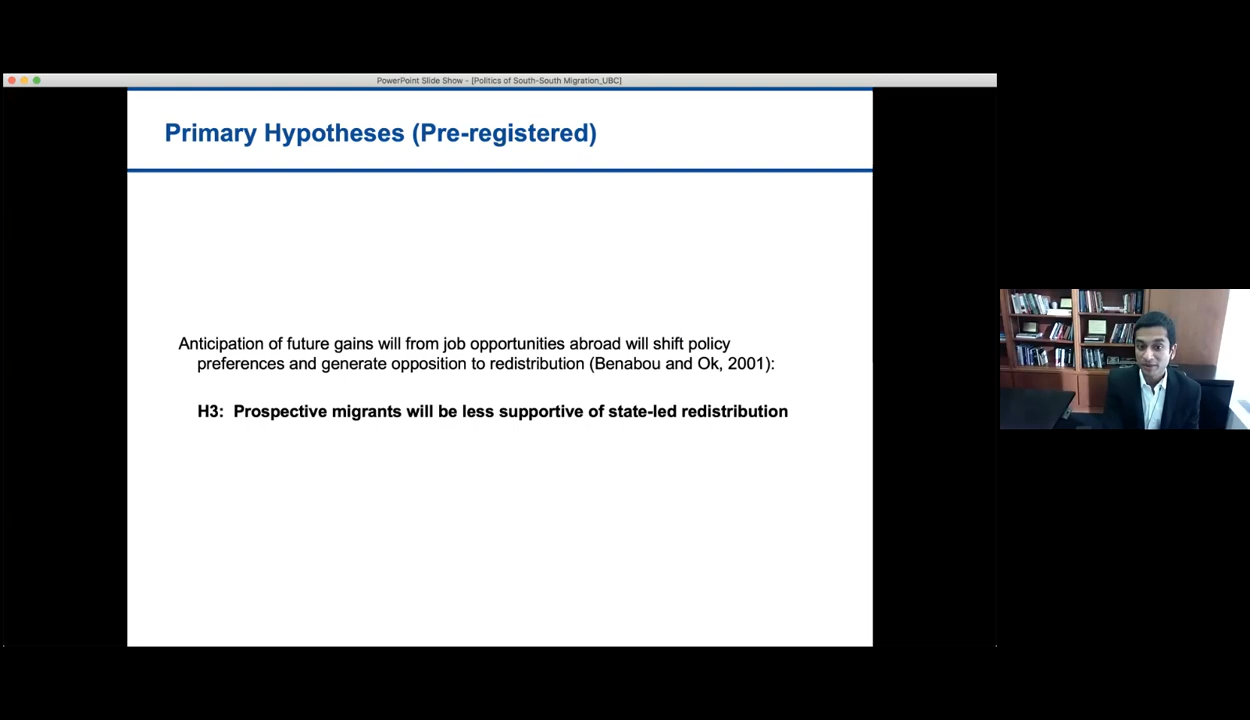 PowerPoint Slide Show - [Politics of South-South Migration_UBC]
Primary Hypotheses (Pre-registered)
Anticipation of future gains will from job opportunities abroad will shift policy
preferences and generate opposition to redistribution (Benabou and Ok, 2001):
H3: Prospective migrants will be less supportive of state-led redistribution